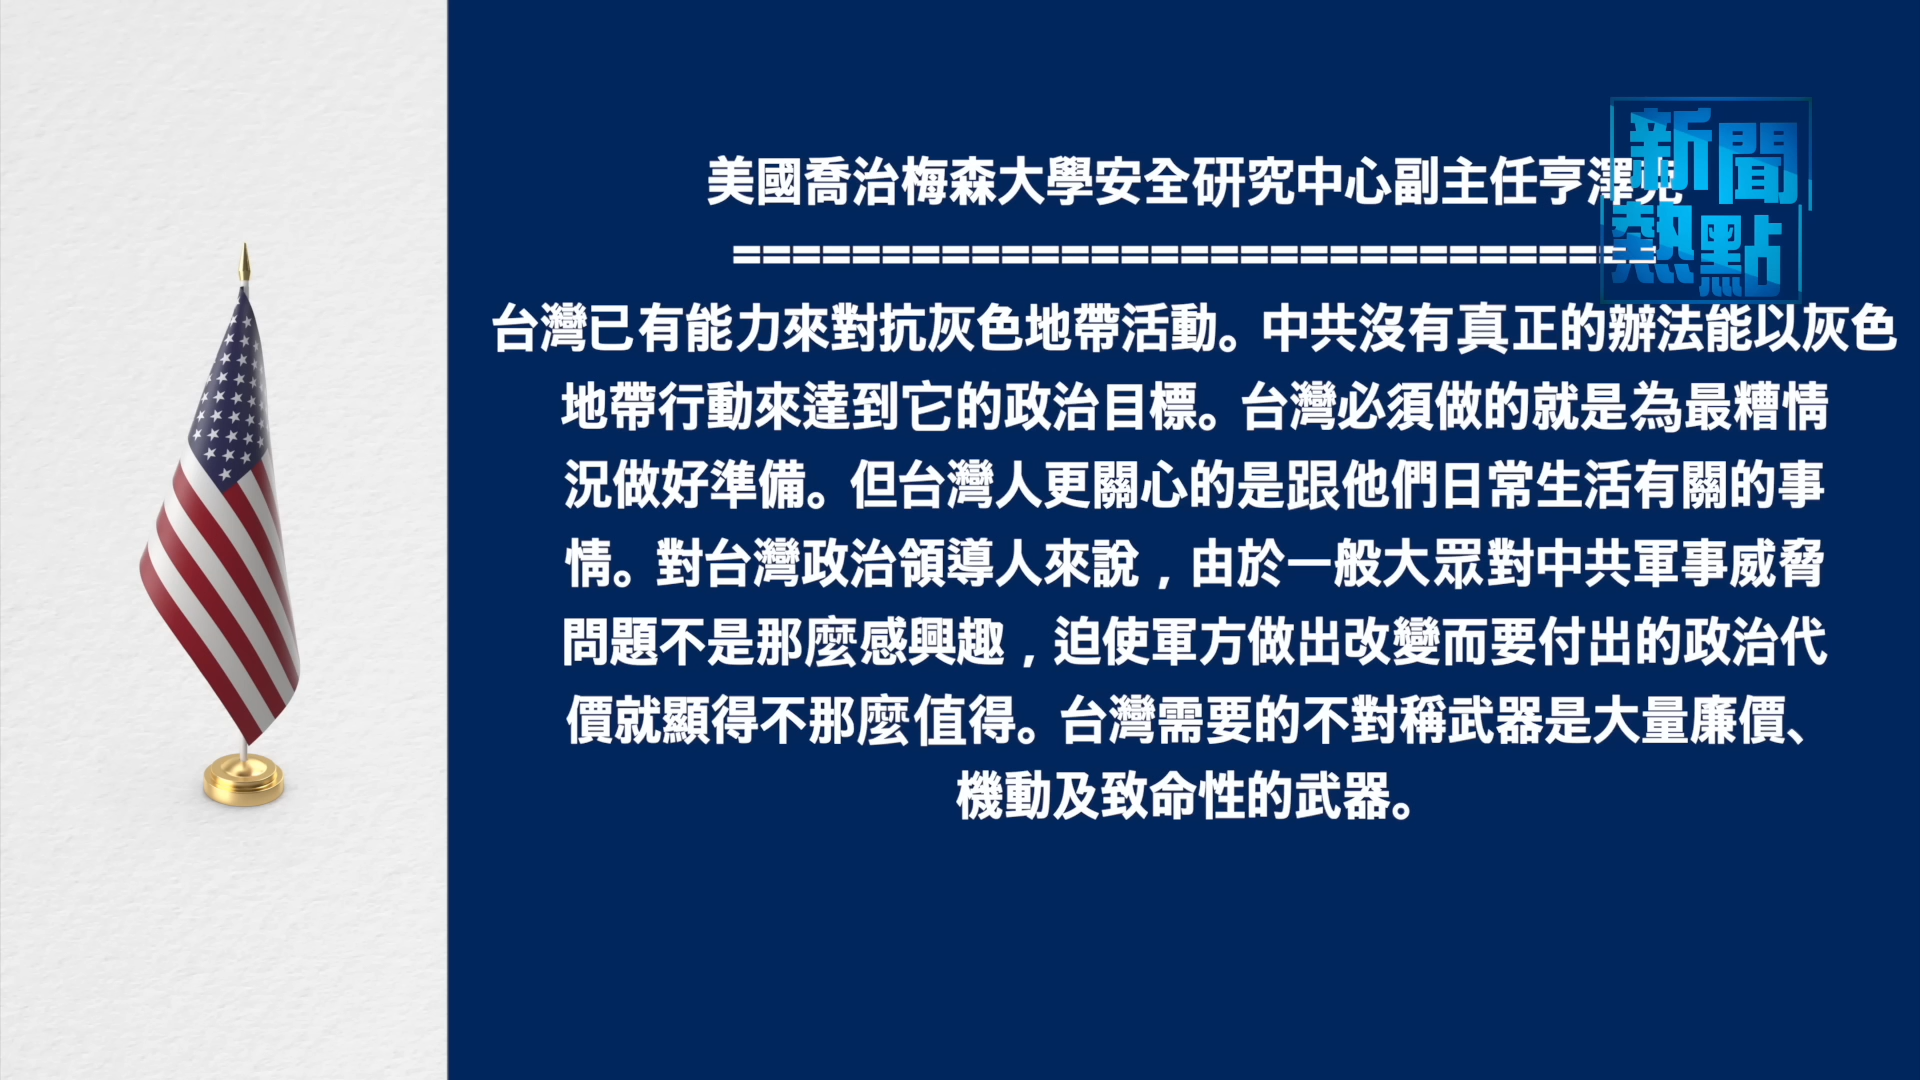 美國喬治梅森大學安全研究中心副主任亨澤克
===============================
新聞
熱點
台灣已有能力來對抗灰色地帶活動。中共沒有真正的辦法能以灰色
地帶行動來達到它的政治目標。台灣必須做的就是為最糟情
況做好準備。但台灣人更關心的是跟他們日常生活有關的事
情。對台灣政治領導人來說，由於一般大眾對中共軍事威脅
問題不是那麼感興趣，迫使軍方做出改變而要付出的政治代
價就顯得不那麼值得。台灣需要的不對稱武器是大量廉價、
機動及致命性的武器。